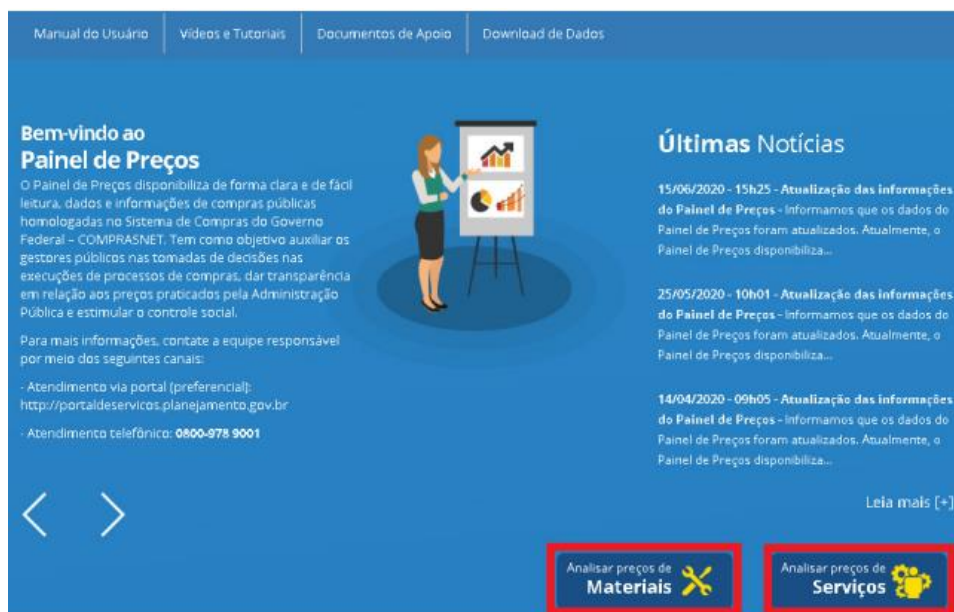 Manual do Usuário
Vídeos e Tutoriais
Documentos de Apoio
Download de Dados
Bem-vindo ao
Painel de Preços
O Painel de Preços disponibiliza de forma clara e de fácil
leitura, dados e informações de compras públicas
homologadas no Sistema de Compras do Governo
Federal – COMPRASNET. Tem como objetivo auxiliar os
gestores públicos nas tomadas de decisões nas
execuções de processos de compras, dar transparência
em relação aos preços praticados pela Administração
Pública e estimular o controle social.
Para mais informações, contate a equipe responsável
por meio dos seguintes canais:
- Atendimento via portal (preferencial):
http://portaldeservicos.planejamento.gov.br
- Atendimento telefônico: 0800-978 9001
Últimas Notícias
15/06/2020 - 15h25 - Atualização das informações
do Painel de Preços - Informamos que os dados do
Painel de Preços foram atualizados. Atualmente, o
Painel de Preços disponibiliza...
25/05/2020 - 10h01 - Atualização das informações
do Painel de Preços - Informamos que os dados do
Painel de Preços foram atualizados. Atualmente, o
Painel de Preços disponibiliza...
14/04/2020 - 09h05 - Atualização das informações
do Painel de Preços - Informamos que os dados do
Painel de Preços foram atualizados. Atualmente, o
Painel de Preços disponibiliza...
Leia mais [+]
Analisar preços de
Materiais
Analisar preços de
Serviços